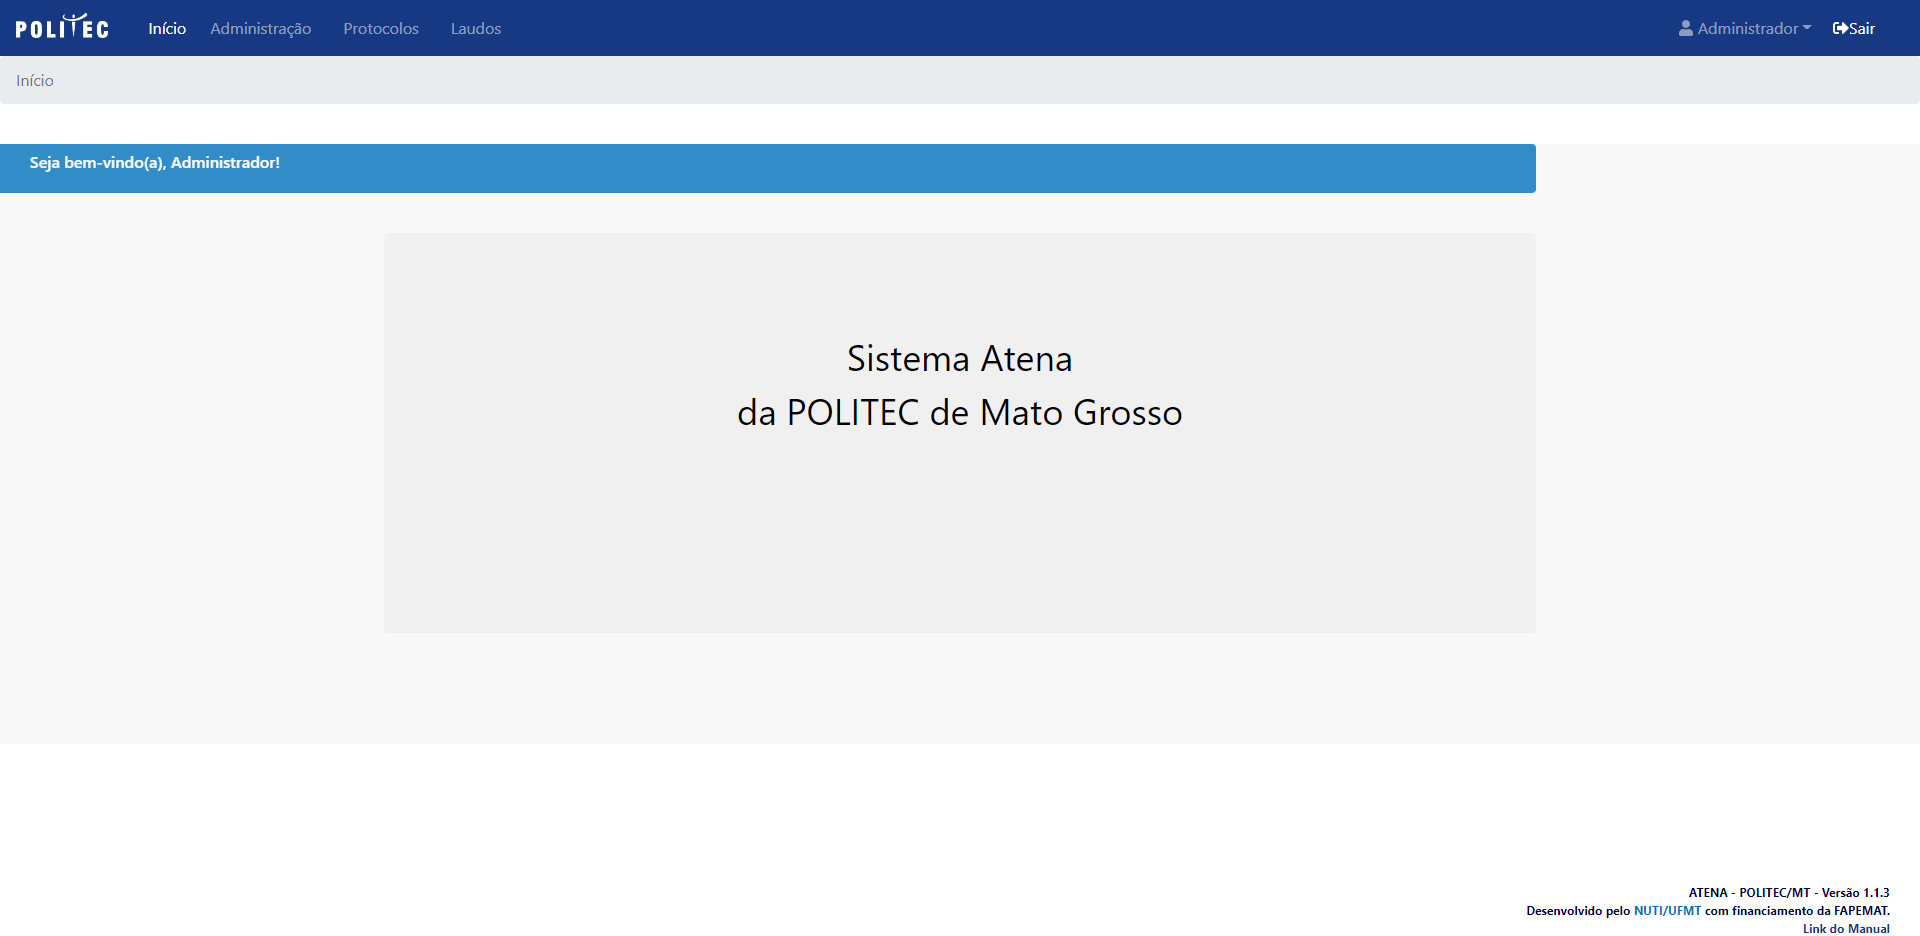 POLITEC
Início
Administração
Protocolos
Laudos
Administrador
Sair
Início
Seja bem-vindo(a), Administrador!
Sistema Atena
da POLITEC de Mato Grosso
ATENA - POLITEC/MT - Versão 1.1.3
Desenvolvido pelo NUTI/UFMT com financiamento da FAPEMAT.
Link do Manual